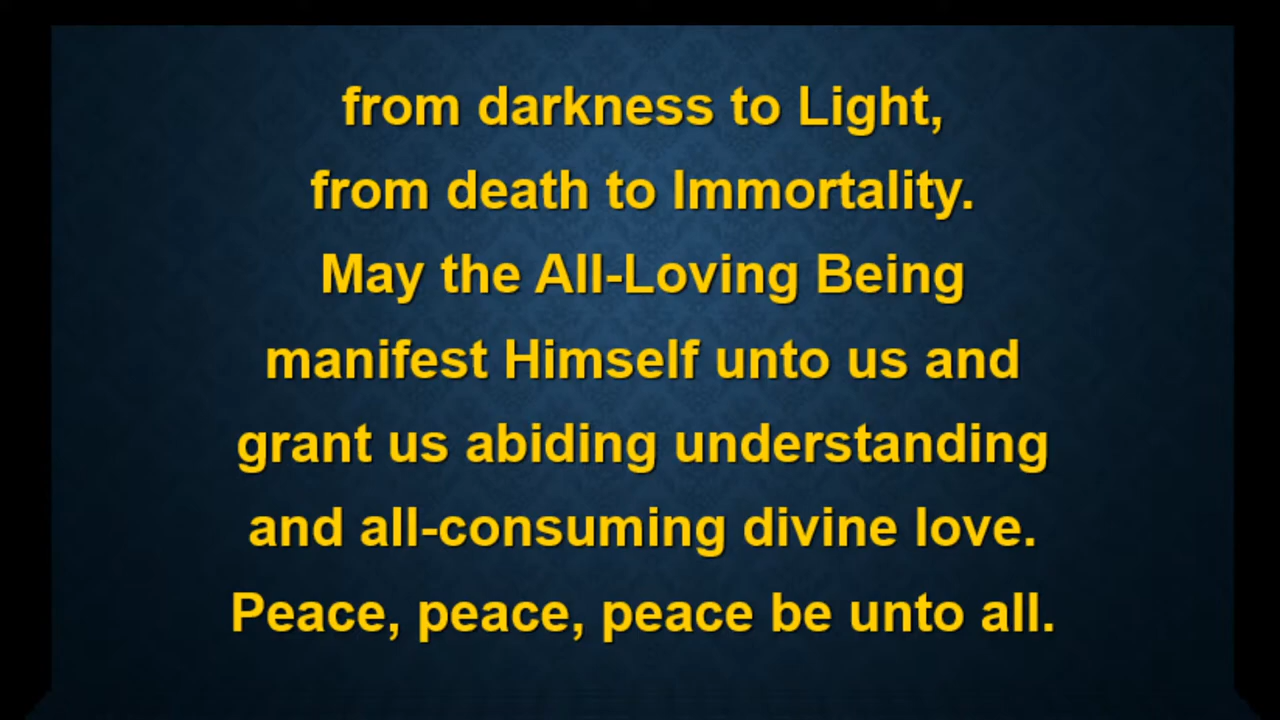 from darkness to Light,
from death to Immortality.
May the All-Loving Being
manifest Himself unto us and
grant us abiding understanding
and all-consuming divine love.
Peace, peace, peace be unto all.